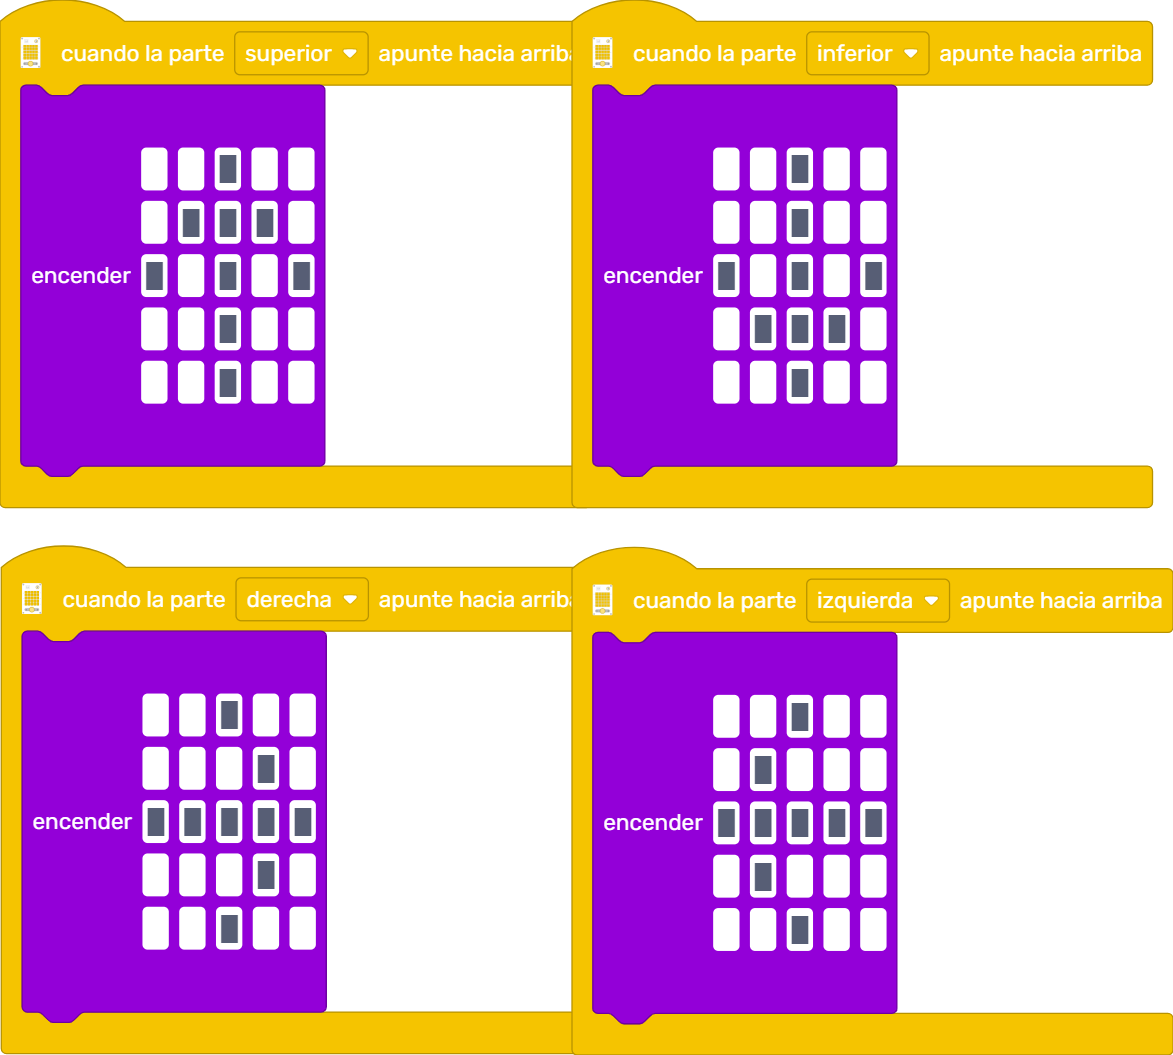 cuando la parte superior apunte hacia arriba
encender
cuando la parte inferior apunte hacia arriba
encender
cuando la parte derecha apunte hacia arriba
encender
cuando la parte izquierda apunte hacia arriba
encender